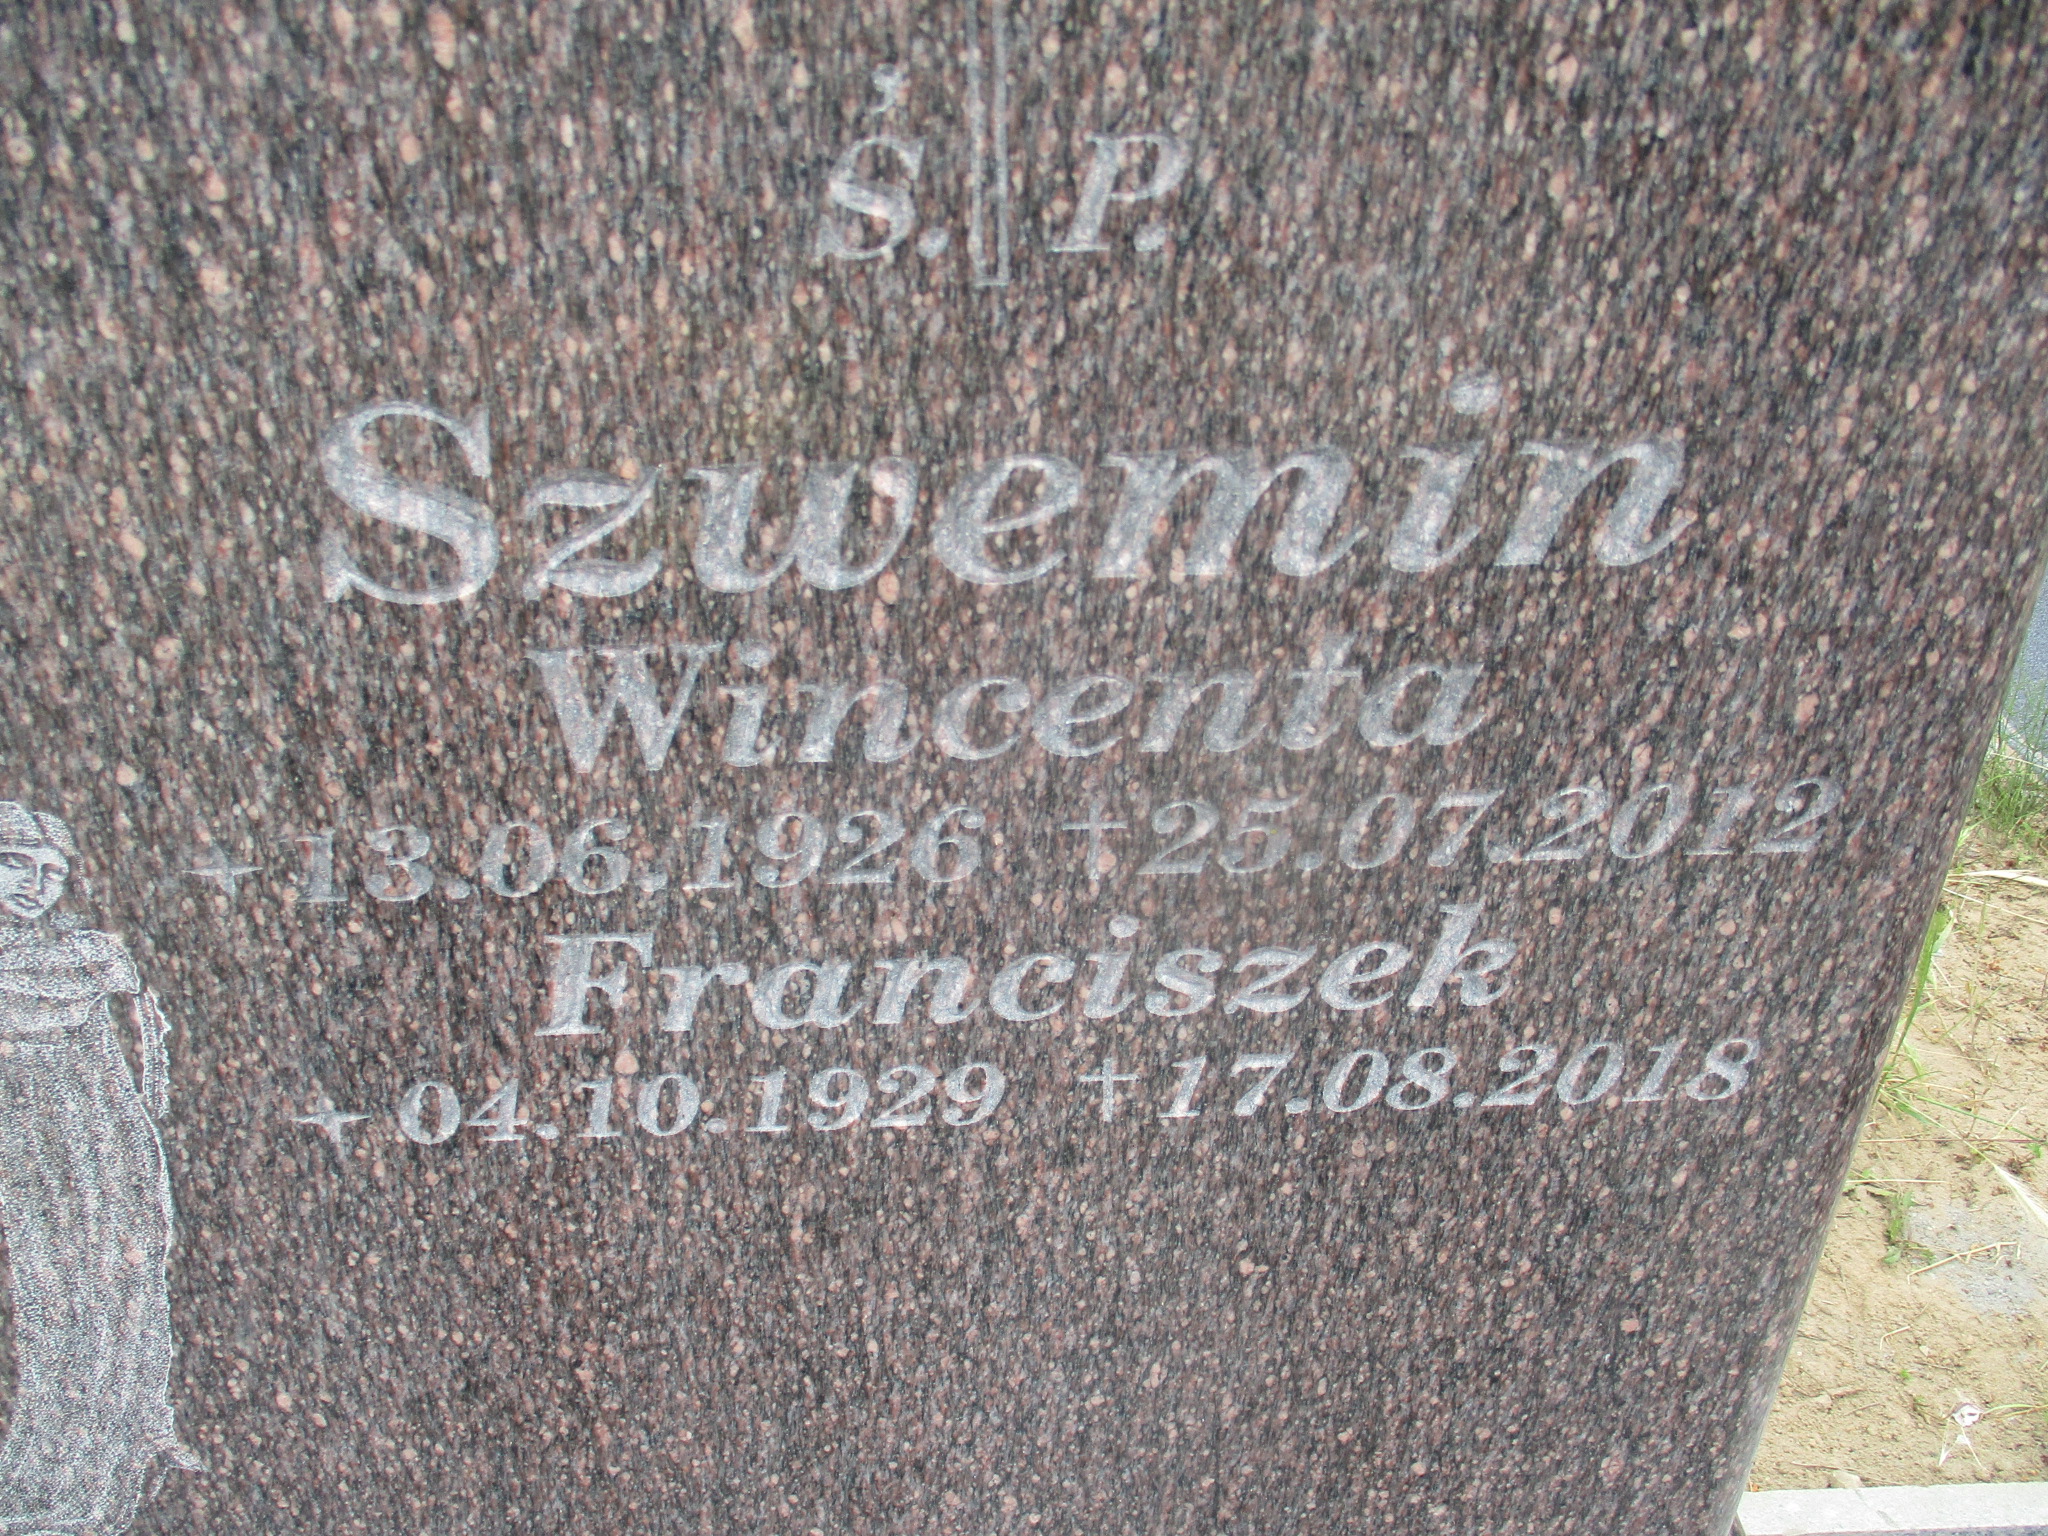 Ś. P.
Szwemin
Wincenta
13.06.1926 †25.07.2012
Franciszek
04.10.1929 †17.08.2018